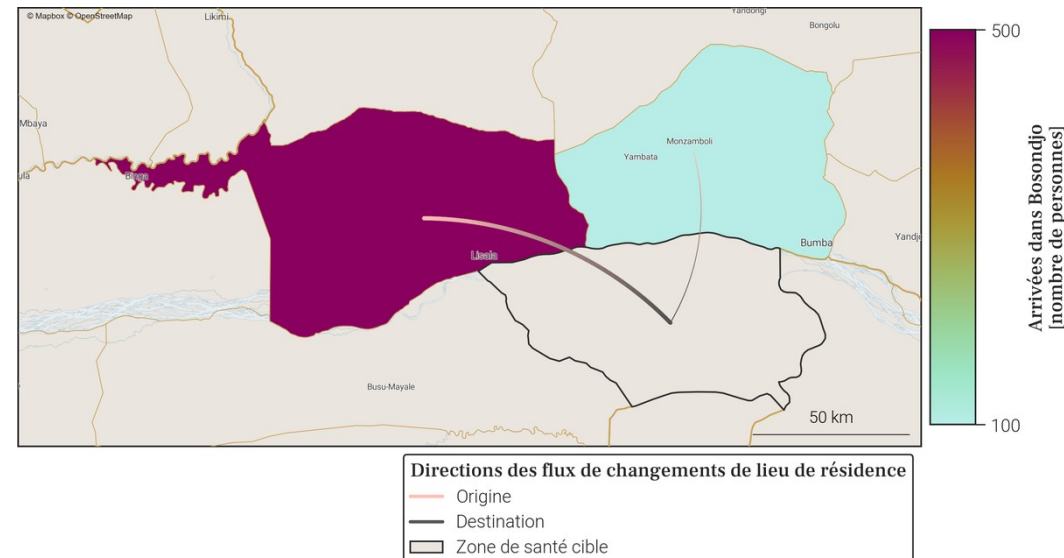 © Mapbox © OpenStreetMap
Likimi
Yandongi
Bongolu
Mbaya
Monzamboli
Yambata
ula
Binga
Lisala
Bumba
Yandj
Busu-Mayale
50 km
500
100
Arrivées dans Bosondjo
[nombre de personnes]
Directions des flux de changements de lieu de résidence
Origine
Destination
Zone de santé cible